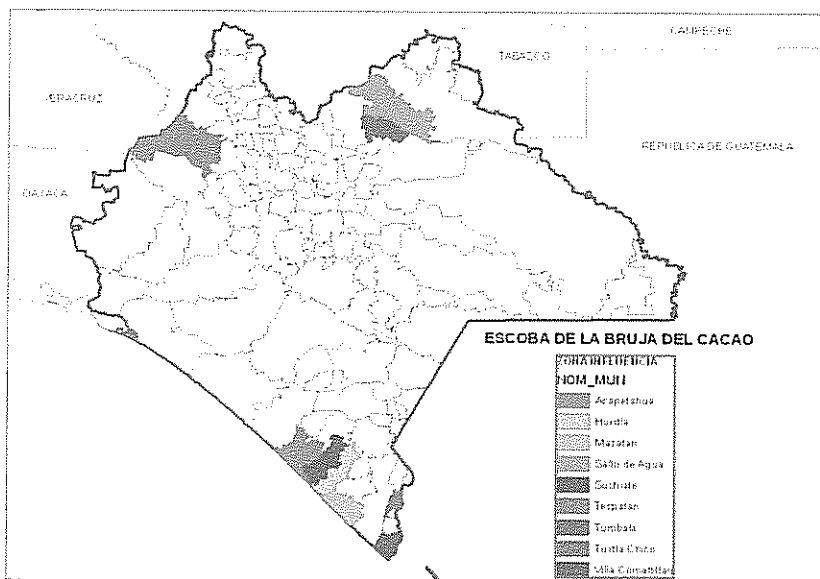 CAMPECHE
TABASCO
VERACRUZ
REPUBLICA DE GUATEMALA
OAXACA
ESCOBA DE LA BRUJA DEL CACAO
ZONA INFLUENCIA
NOM_MUN
Acapetahua
Huixtla
Mazatan
Salto de Agua
Suchiate
Tecpatan
Tumbala
Tuxtla Chico
Villa Comaltitlan